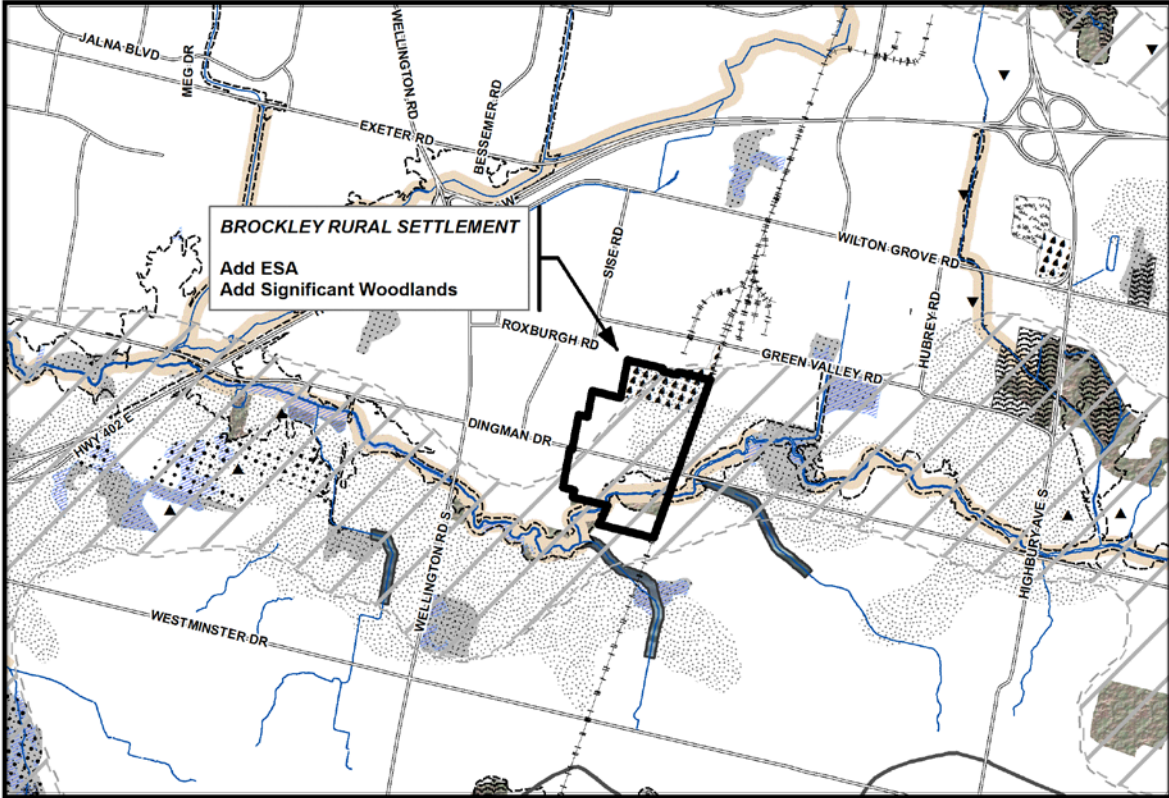 JALNA BLVD
MEG DR
WELLINGTON RD
BESSEMER RD
EXETER RD
BROCKLEY RURAL SETTLEMENT
Add ESA
Add Significant Woodlands
SISE RD
WILTON GROVE RD
HUBREY RD
ROXBURGH RD
GREEN VALLEY RD
DINGMAN DR
HWY 402 E
WELLINGTON RD S
HIGHBURY AVE S
WESTMINSTER DR